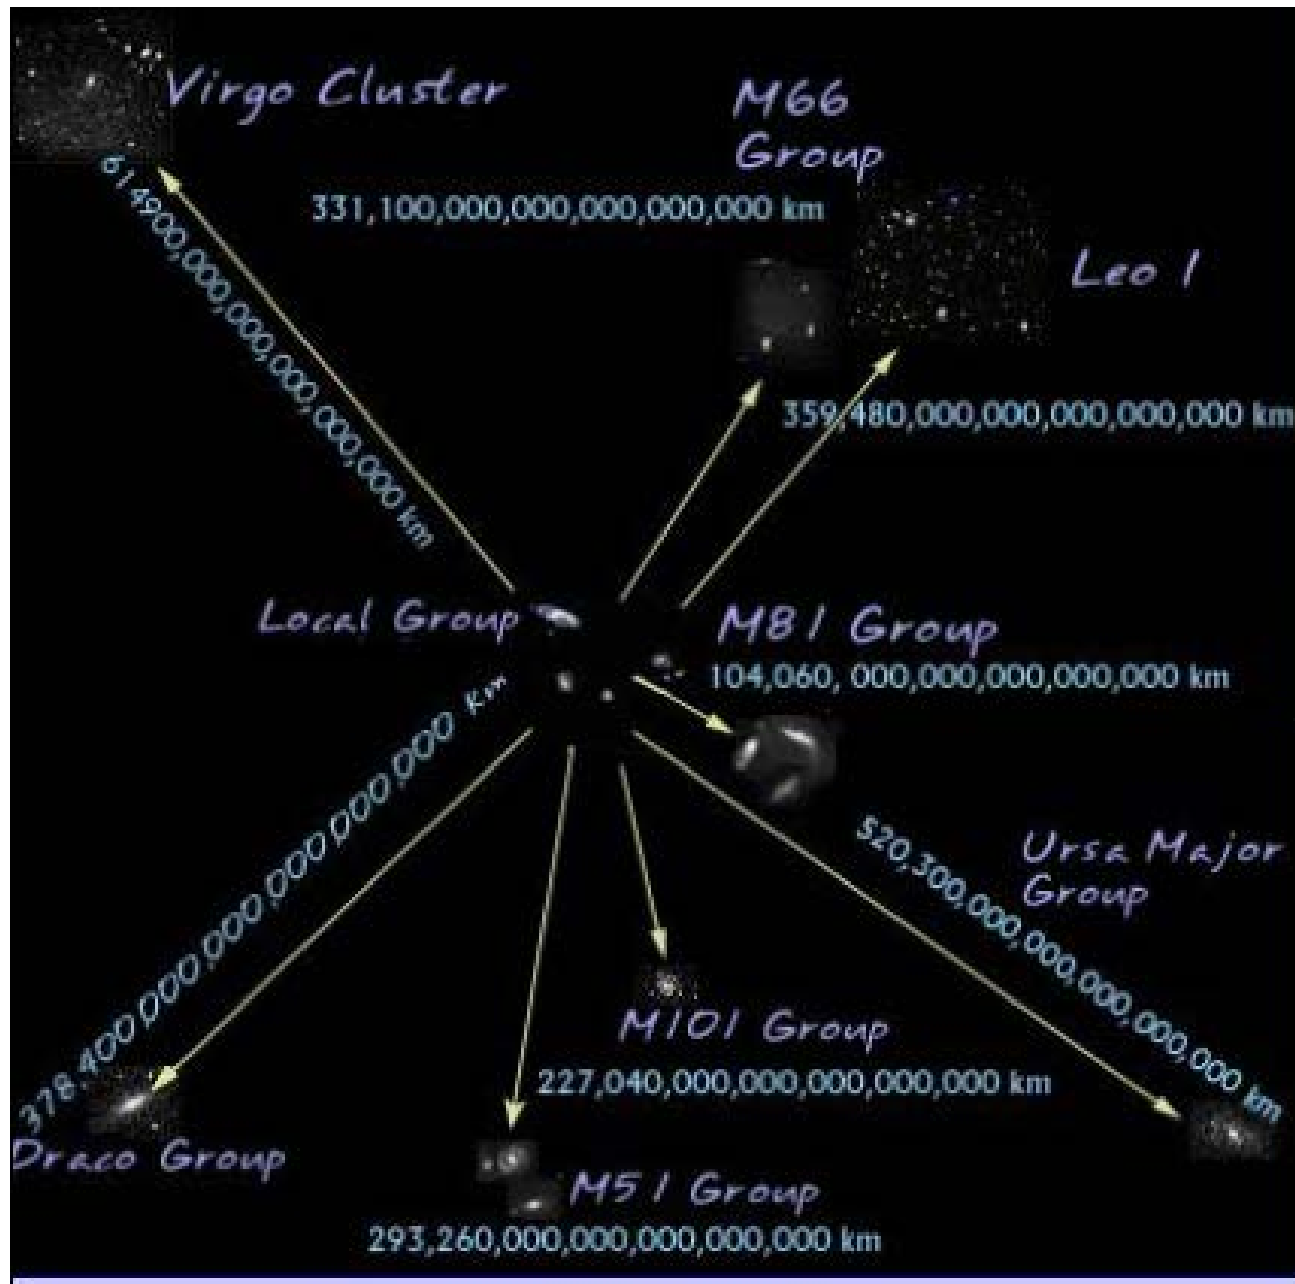 Virgo Cluster
614900,000,000,000,000,000 km
M66
Group
331,100,000,000,000,000,000 km
Leo I
359,480,000,000,000,000,000 km
Local Group
M81 Group
104,060, 000,000,000,000,000 km
Ursa Major
Group
520,300,000,000,000,000,000 km
378,400,000,000,000,000,000 Km
Draco Group
M101 Group
227,040,000,000,000,000,000 km
M51 Group
293,260,000,000,000,000,000 km